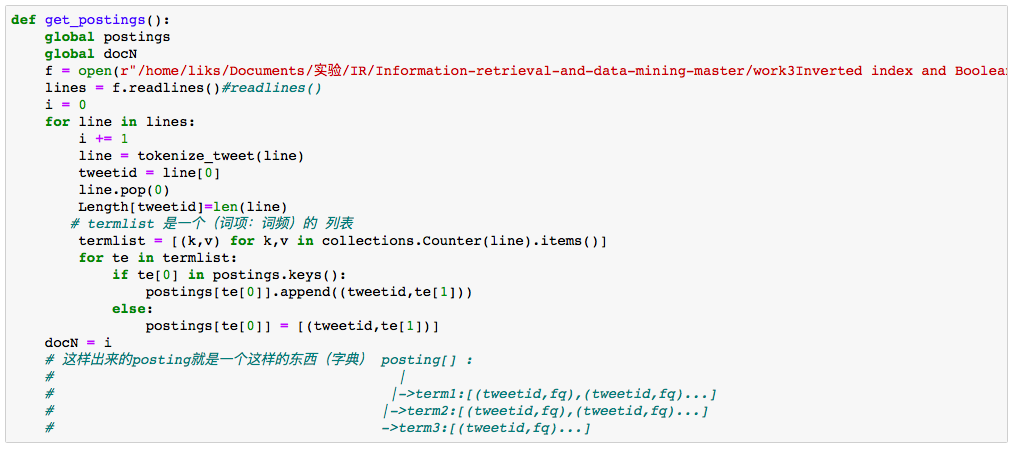 def get_postings():
    global postings
    global docN
    f = open(r"/home/liks/Documents/实验/IR/Information-retrieval-and-data-mining-master/work3Inverted index and Boolea
    lines = f.readlines()#readlines()
    i = 0
    for line in lines:
        i += 1
        line = tokenize_tweet(line)
        tweetid = line[0]
        line.pop(0)
        Length[tweetid]=len(line)
       # termlist 是一个（词项：词频）的 列表
        termlist = [(k,v) for k,v in collections.Counter(line).items()]
        for te in termlist:
            if te[0] in postings.keys():
                postings[te[0]].append((tweetid,te[1]))
            else:
                postings[te[0]] = [(tweetid,te[1])]
    docN = i
    # 这样出来的posting就是一个这样的东西（字典） posting[] :
    #                                         |
    #                                        |->term1:[(tweetid,fq),(tweetid,fq)...]
    #                                       |->term2:[(tweetid,fq),(tweetid,fq)...]
    #                                       ->term3:[(tweetid,fq)...]